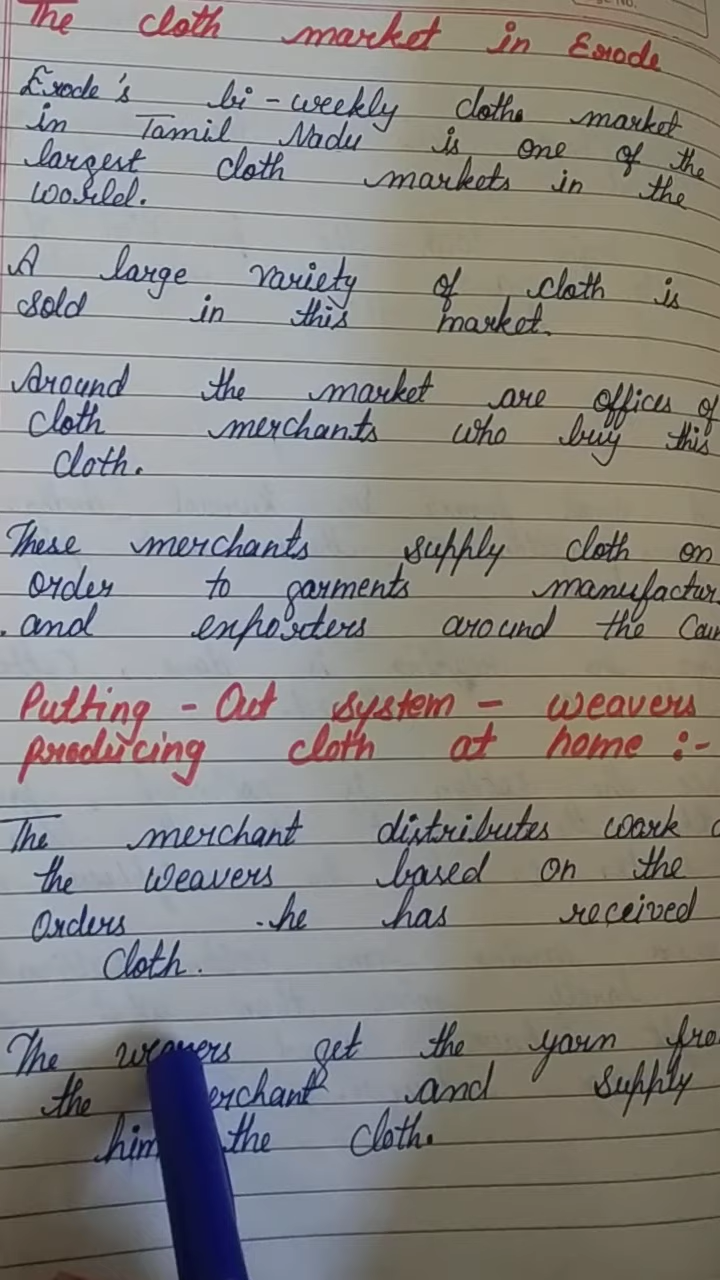 The cloth market in Erode
Erode's bi-weekly cloth market
in Tamil Nadu is one of the
largest cloth markets in the
world.
A large variety of cloth is
sold in this market.
Around the market are offices of
cloth merchants who buy this
cloth.
These merchants supply cloth on
order to garments manufactur
and exporters around the Coun
Putting - Out system - weavers
producing cloth at home :-
The merchant distributes work
the weavers based on the
Orders he has received
Cloth.
The weavers get the yarn fro
the merchant and supply
him the cloth.